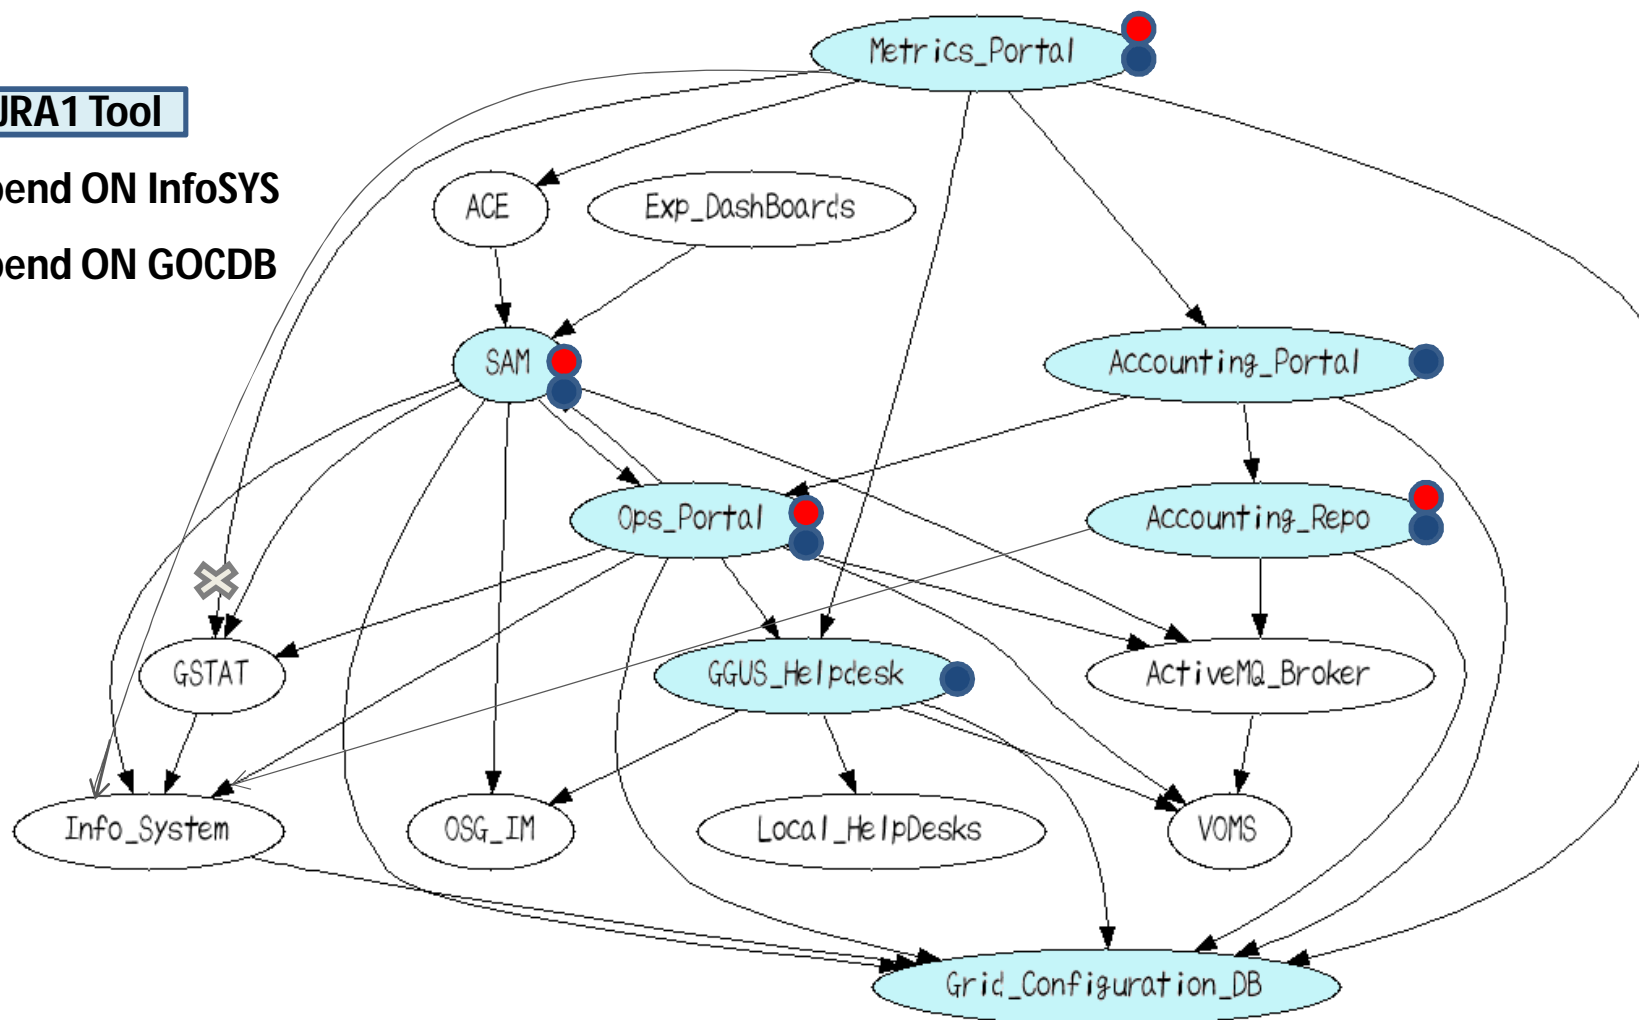 Metrics_Portal
JRA1 Tool
pend ON InfoSYS
ACE
Exp_DashBoards
pend ON GOCDB
SAM
Accounting_Portal
Ops_Portal
Accounting_Repo
GSTAT
GGUS_Helpdesk
ActiveMQ_Broker
Info_System
OSG_IM
Local_HelpDesks
VOMS
Grid_Configuration_DB